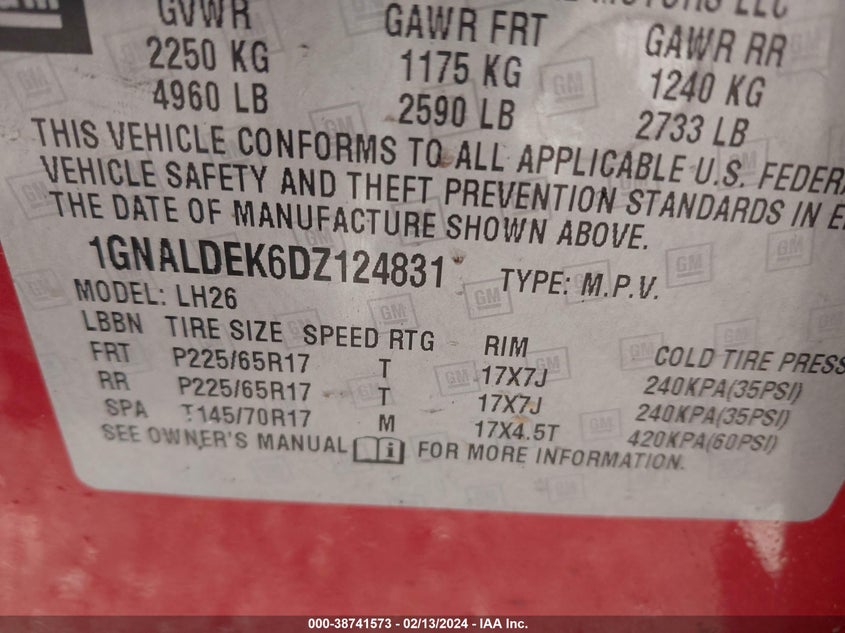 GM
MOTORS LLC
GVWR GAWR FRT GAWR RR
2250 KG 1175 KG 1240 KG
4960 LB 2590 LB 2733 LB
THIS VEHICLE CONFORMS TO ALL APPLICABLE U.S. FEDERA
VEHICLE SAFETY AND THEFT PREVENTION STANDARDS IN E
THE DATE OF MANUFACTURE SHOWN ABOVE.
1GNALDEK6DZ124831 TYPE: M.P.V.
MODEL: LH26
LBBN TIRE SIZE SPEED RTG RIM COLD TIRE PRESS
FRT P225/65R17 T 17X7J 240KPA(35PSI)
RR P225/65R17 T 17X7J 240KPA(35PSI)
SPA T145/70R17 M 17X4.5T 420KPA(60PSI)
SEE OWNER'S MANUAL FOR MORE INFORMATION.
000-38741573 - 02/13/2024 - IAA Inc.